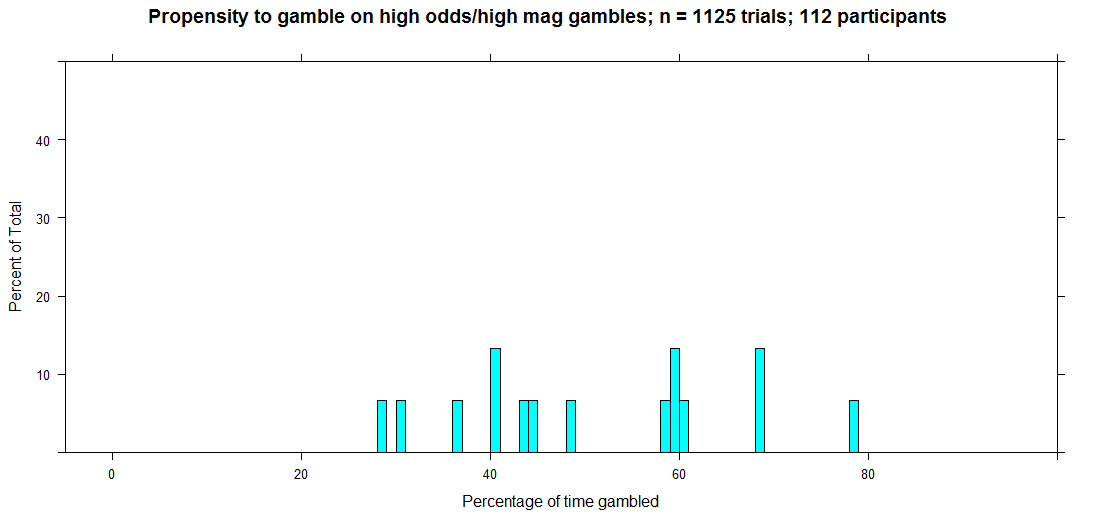 Propensity to gamble on high odds/high mag gambles; n = 1125 trials; 112 participants
40
30
20
10
Percent of Total
0 20 40 60 80
Percentage of time gambled